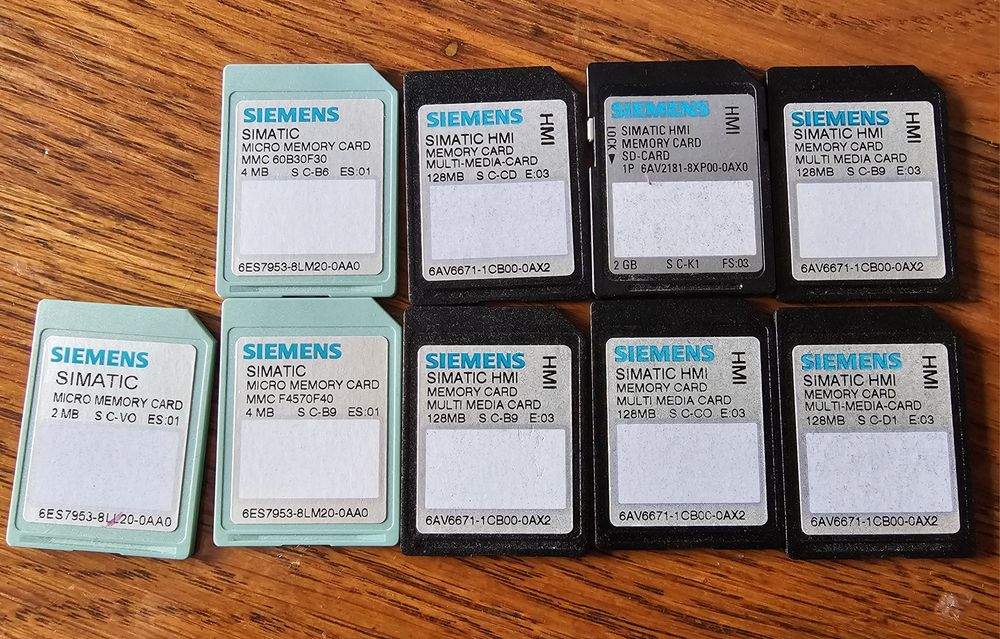 SIEMENS
SIMATIC
MICRO MEMORY CARD
MMC 60B30F30
4 MB S C-B6 ES:01
6ES7953-8LM20-0AA0
SIEMENS
HMI
SIMATIC HMI
MEMORY CARD
MULTI-MEDIA-CARD
128MB S C-CD E:03
6AV6671-1CB00-0AX2
SIEMENS
HMI
LOCK
SIMATIC HMI
MEMORY CARD
SD-CARD
1P 6AV2181-8XP00-0AX0
2 GB S C-K1 FS:03
SIEMENS
HMI
SIMATIC HMI
MEMORY CARD
MULTI MEDIA CARD
128MB S C-B9 E:03
6AV6671-1CB00-0AX2
SIEMENS
SIMATIC
MICRO MEMORY CARD
2 MB S C-VO ES:01
6ES7953-8LL20-0AA0
SIEMENS
SIMATIC
MICRO MEMORY CARD
MMC F4570F40
4 MB S C-B9 ES:01
6ES7953-8LM20-0AA0
SIEMENS
HMI
SIMATIC HMI
MEMORY CARD
MULTI MEDIA CARD
128MB S C-B9 E:03
6AV6671-1CB00-0AX2
SIEMENS
HMI
SIMATIC HMI
MEMORY CARD
MULTI MEDIA CARD
128MB S C-CO E:03
6AV6671-1CB00-0AX2
SIEMENS
HMI
SIMATIC HMI
MEMORY CARD
MULTI-MEDIA-CARD
128MB S C-D1 E:03
6AV6671-1CB00-0AX2